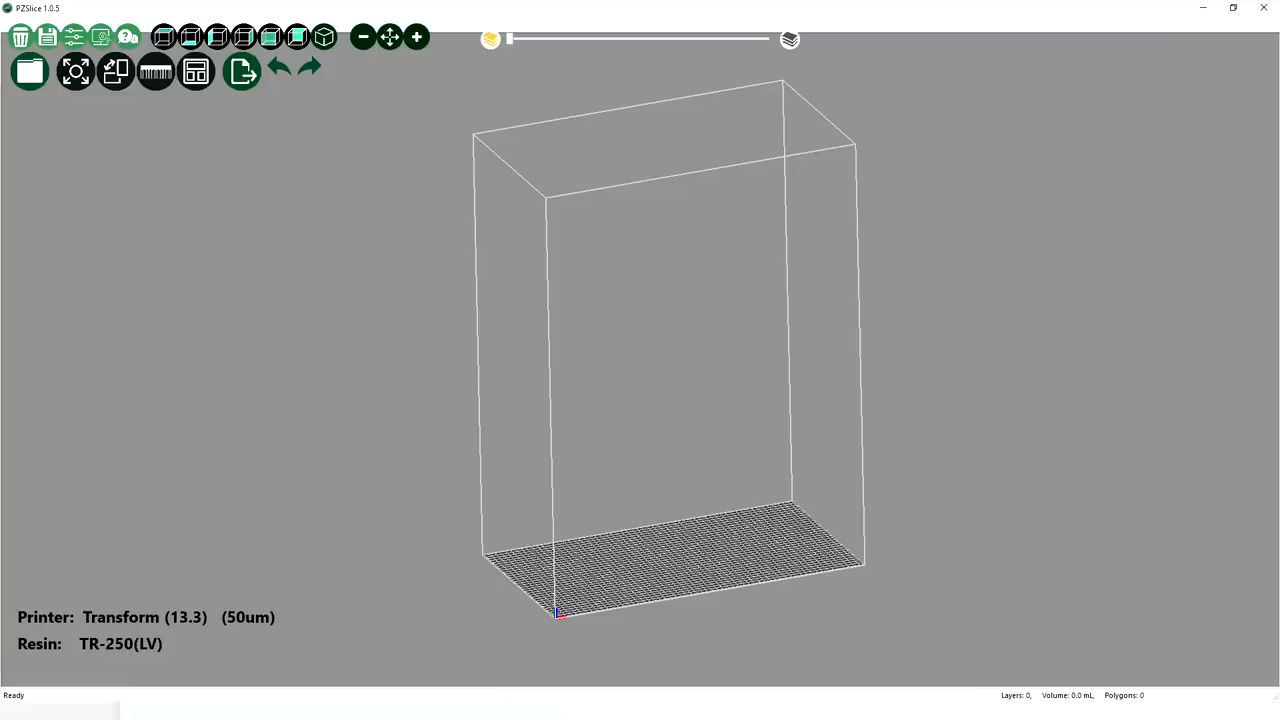 PZSlice 1.0.5
Printer: Transform (13.3) (50um)
Resin: TR-250(LV)
Ready
Layers: 0, Volume: 0.0 mL, Polygons: 0